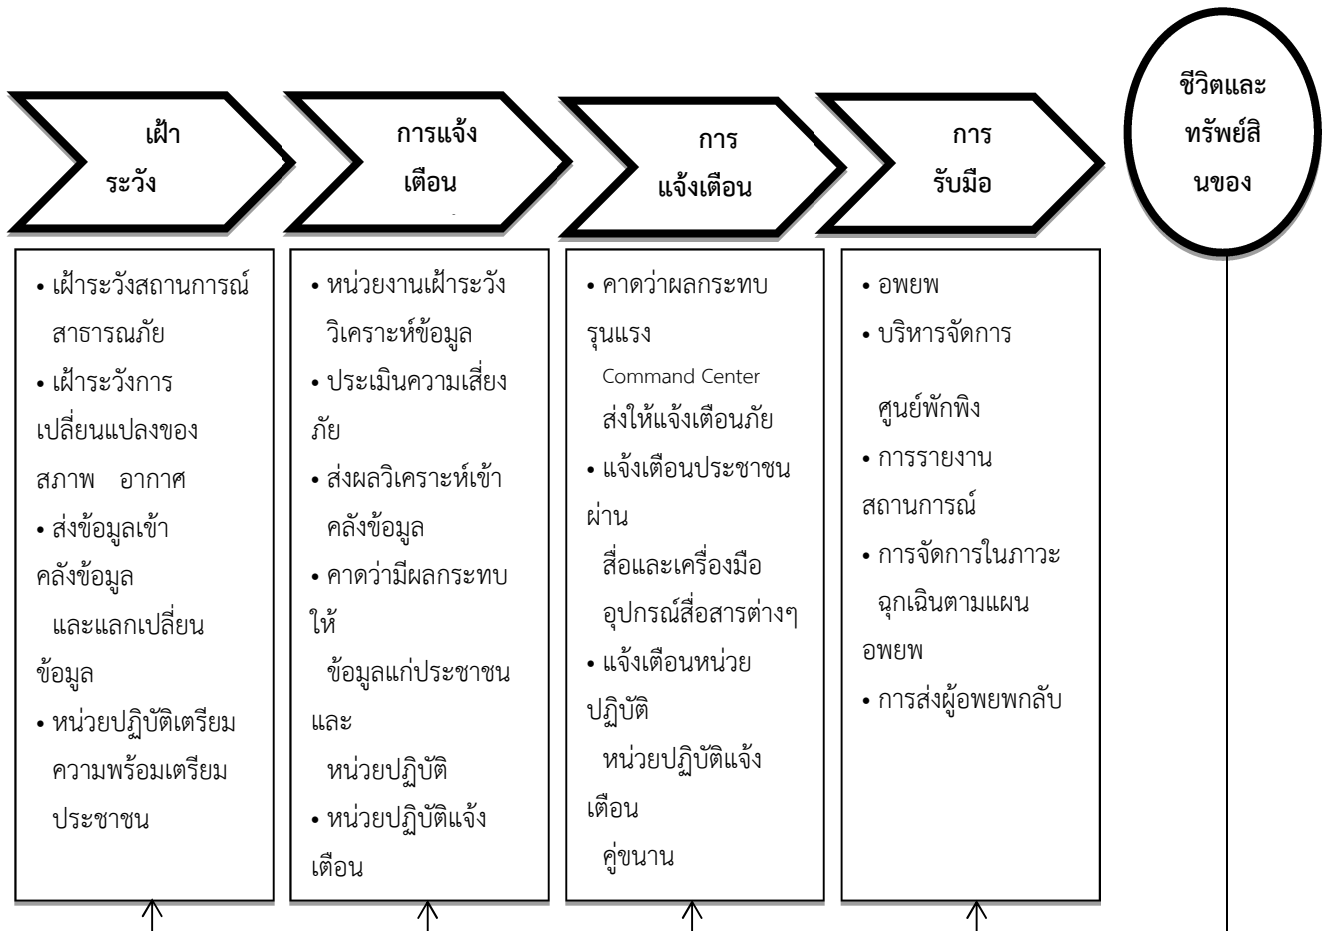 เฝ้า
ระวัง
การแจ้ง
เตือน
การ
แจ้งเตือน
การ
รับมือ
ชีวิตและ
ทรัพย์สิ
นของ
• เฝ้าระวังสถานการณ์
สาธารณภัย
• เฝ้าระวังการ
เปลี่ยนแปลงของ
สภาพ อากาศ
• ส่งข้อมูลเข้า
คลังข้อมูล
และแลกเปลี่ยน
ข้อมูล
• หน่วยปฏิบัติเตรียม
ความพร้อมเตรียม
ประชาชน
• หน่วยงานเฝ้าระวัง
วิเคราะห์ข้อมูล
• ประเมินความเสี่ยง
ภัย
• ส่งผลวิเคราะห์เข้า
คลังข้อมูล
• คาดว่ามีผลกระทบ
ให้
ข้อมูลแก่ประชาชน
และ
หน่วยปฏิบัติ
• หน่วยปฏิบัติแจ้ง
เตือน
• คาดว่าผลกระทบ
รุนแรง
Command Center
ส่งให้แจ้งเตือนภัย
• แจ้งเตือนประชาชน
ผ่าน
สื่อและเครื่องมือ
อุปกรณ์สื่อสารต่างๆ
• แจ้งเตือนหน่วย
ปฏิบัติ
หน่วยปฏิบัติแจ้ง
เตือน
คู่ขนาน
• อพยพ
• บริหารจัดการ
ศูนย์พักพิง
• การรายงาน
สถานการณ์
• การจัดการในภาวะ
ฉุกเฉินตามแผน
อพยพ
• การส่งผู้อพยพกลับ